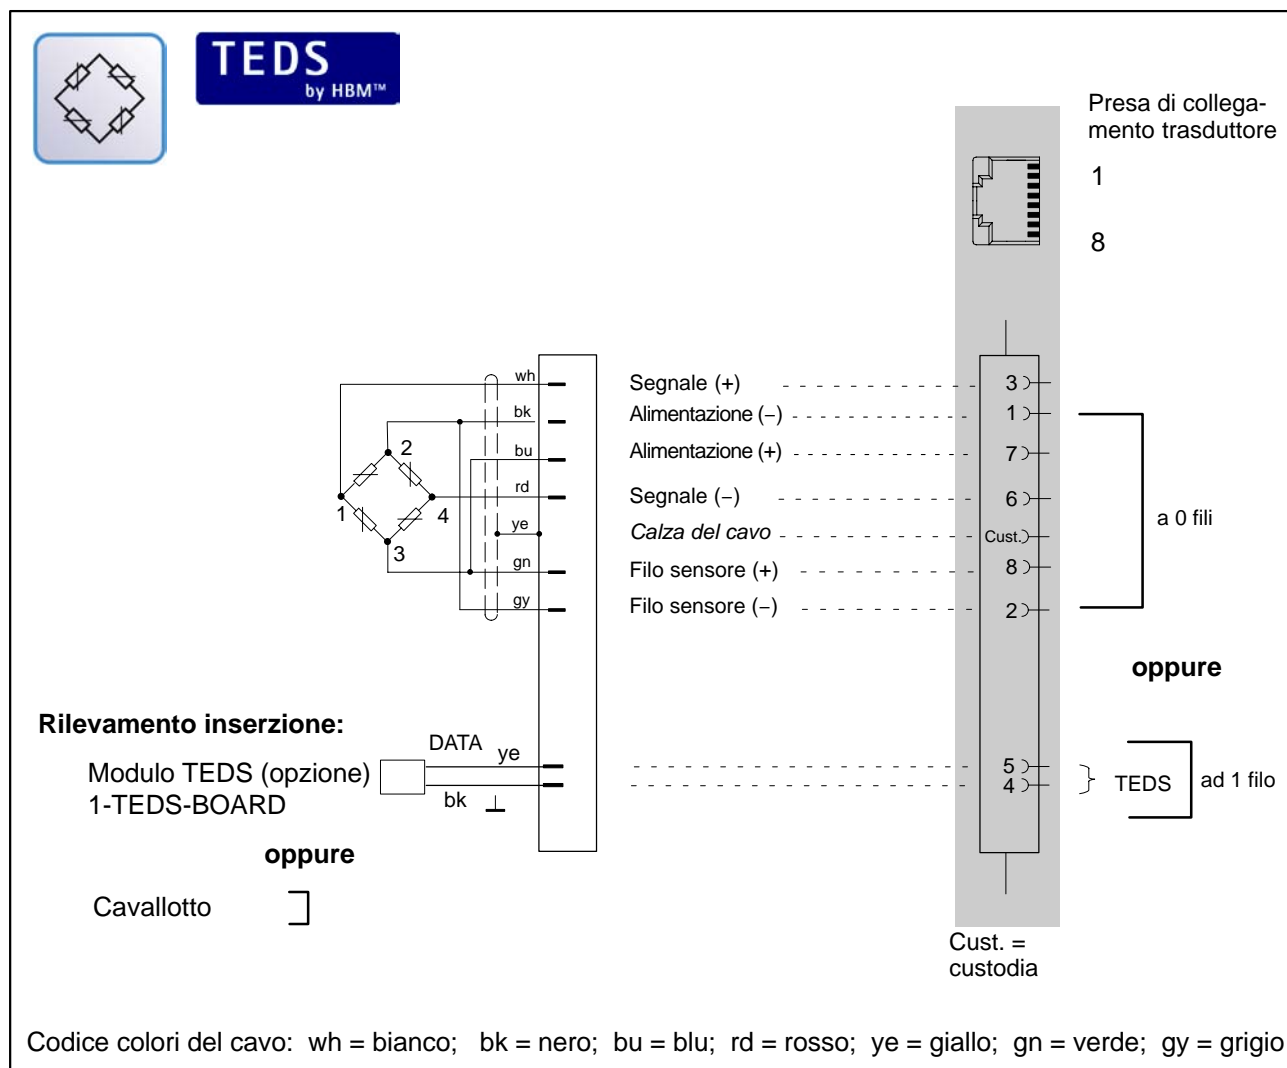 TEDS
by HBM™
Presa di collega-
mento trasduttore
1
8
wh
Segnale (+)
3
bk
Alimentazione (−)
1
2
bu
Alimentazione (+)
7
rd
Segnale (−)
6
1
4
a 0 fili
ye
Calza del cavo
Cust.
3
gn
Filo sensore (+)
8
gy
Filo sensore (−)
2
oppure
Rilevamento inserzione:
DATA
ye
5
Modulo TEDS (opzione)
4
TEDS
ad 1 filo
1-TEDS-BOARD
bk
oppure
Cavallotto
Cust. =
custodia
Codice colori del cavo: wh = bianco; bk = nero; bu = blu; rd = rosso; ye = giallo; gn = verde; gy = grigio